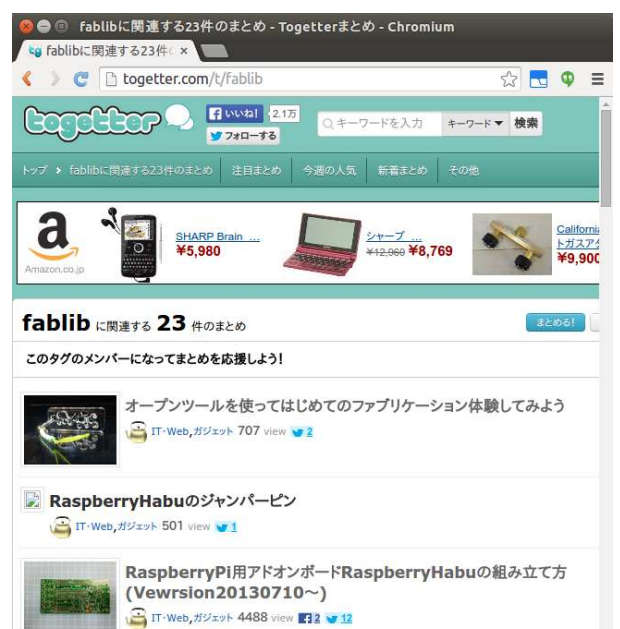 fablibに関連する23件のまとめ - Togetterまとめ - Chromium
fablibに関連する23件
togetter.com/t/fablib
togetter
いいね! 2.1万
フォローする
キーワードを入力 キーワード 検索
トップ > fablibに関連する23件のまとめ 注目まとめ 今週の人気 新着まとめ その他
a
Amazon.co.jp
SHARP Brain ...
¥5,980
シャープ ...
¥12,960 ¥8,769
California
トガスア
¥9,900
fablib に関連する 23 件のまとめ
まとめる!
このタグのメンバーになってまとめを応援しよう!
オープンツールを使ってはじめてのファブリケーション体験してみよう
IT・Web,ガジェット 707 view 2
RaspberryHabuのジャンパーピン
IT・Web,ガジェット 501 view 1
RaspberryPi用アドオンボードRaspberryHabuの組み立て方
(Vewrsion20130710~)
IT・Web,ガジェット 4488 view 2 12